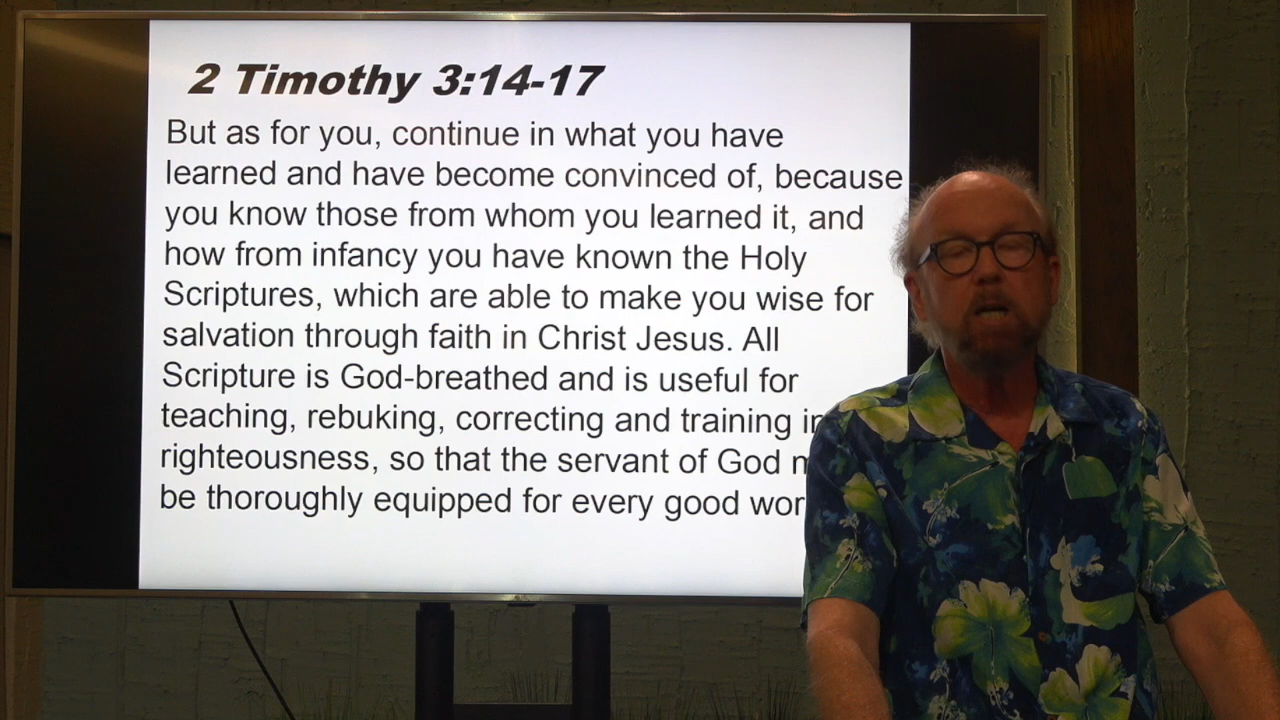 2 Timothy 3:14-17
But as for you, continue in what you have
learned and have become convinced of, because
you know those from whom you learned it, and
how from infancy you have known the Holy
Scriptures, which are able to make you wise for
salvation through faith in Christ Jesus. All
Scripture is God-breathed and is useful for
teaching, rebuking, correcting and training in
righteousness, so that the servant of God
be thoroughly equipped for every good wor